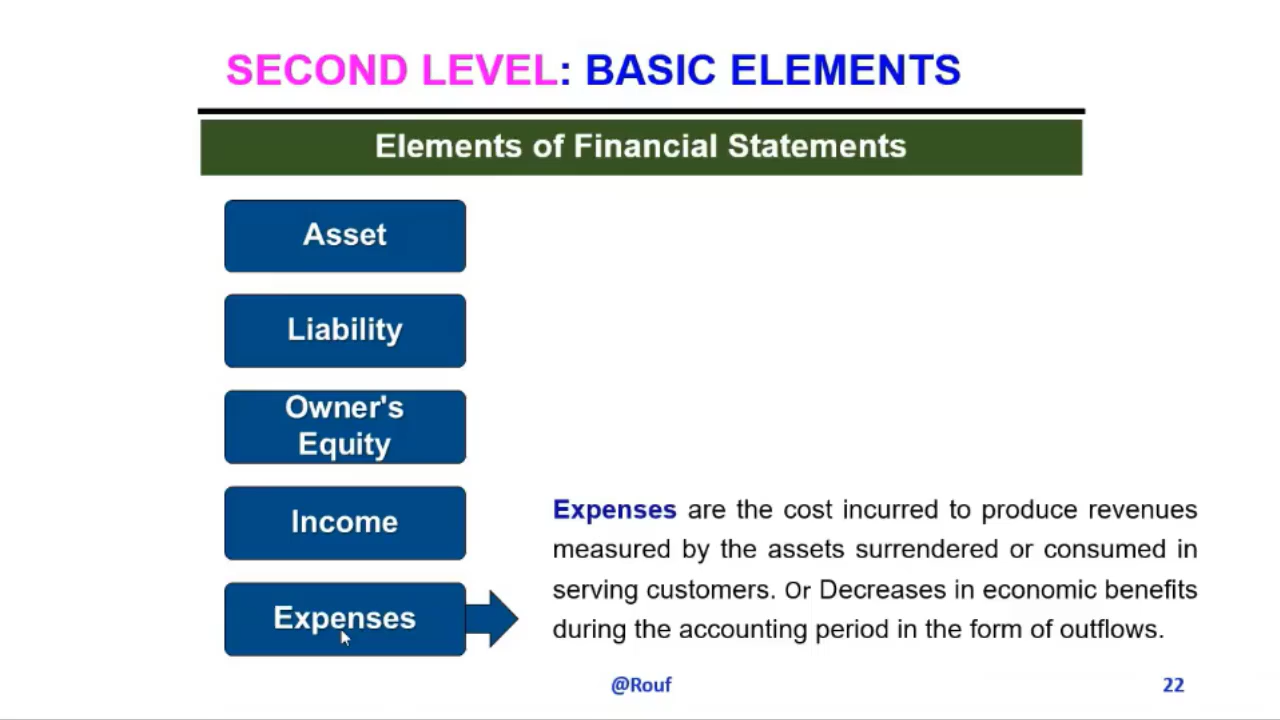 SECOND LEVEL: BASIC ELEMENTS
Elements of Financial Statements
Asset
Liability
Owner's
Equity
Income
Expenses
Expenses are the cost incurred to produce revenues
measured by the assets surrendered or consumed in
serving customers. Or Decreases in economic benefits
during the accounting period in the form of outflows.
@Rouf
22